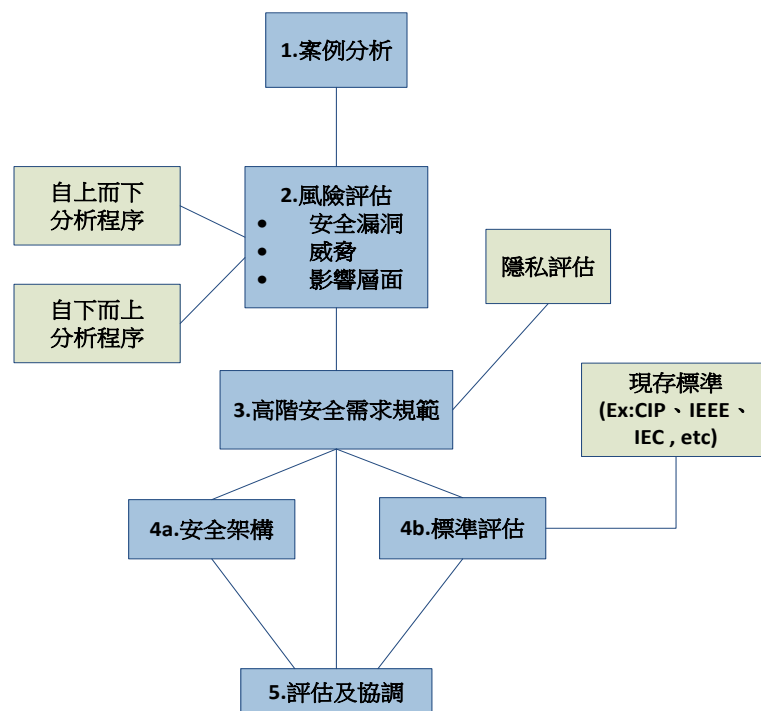 1.案例分析
自上而下
分析程序
2.風險評估
• 安全漏洞
• 威脅
• 影響層面
自下而上
分析程序
隱私評估
3.高階安全需求規範
現存標準
(Ex:CIP、IEEE、
IEC , etc)
4a.安全架構
4b.標準評估
5.評估及協調